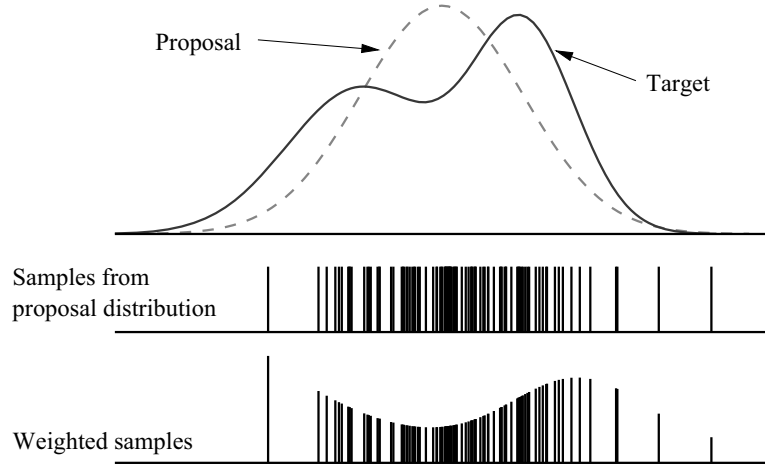 Proposal
Target
Samples from
proposal distribution
Weighted samples